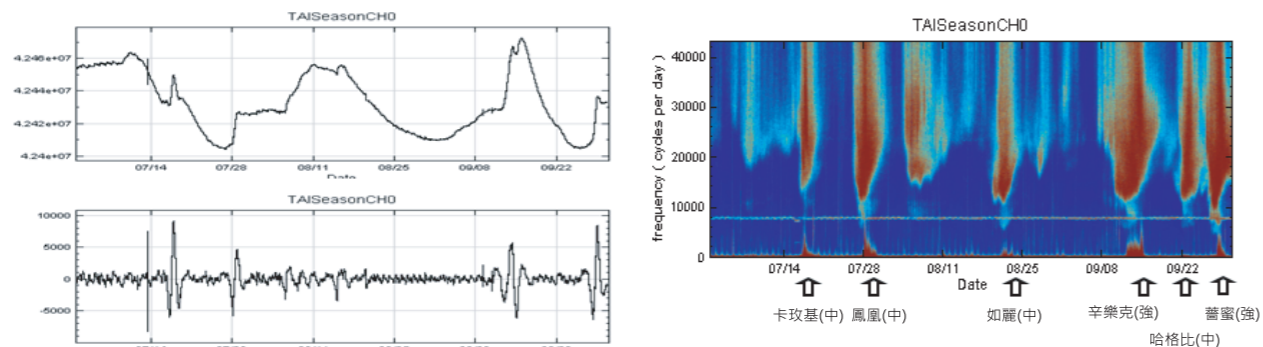 TAISeasonCH0
4.246e+07
4.244e+07
4.242e+07
4.24e+07
07/14 07/28 08/11 08/25 09/08 09/22
Date
TAISeasonCH0
10000
5000
0
-5000
TAISeasonCH0
frequency ( cycles per day )
40000
30000
20000
10000
0
07/14 07/28 08/11 08/25 09/08 09/22
Date
卡玫基(中) 鳳凰(中) 如麗(中) 辛樂克(強) 薔蜜(強)
哈格比(中)